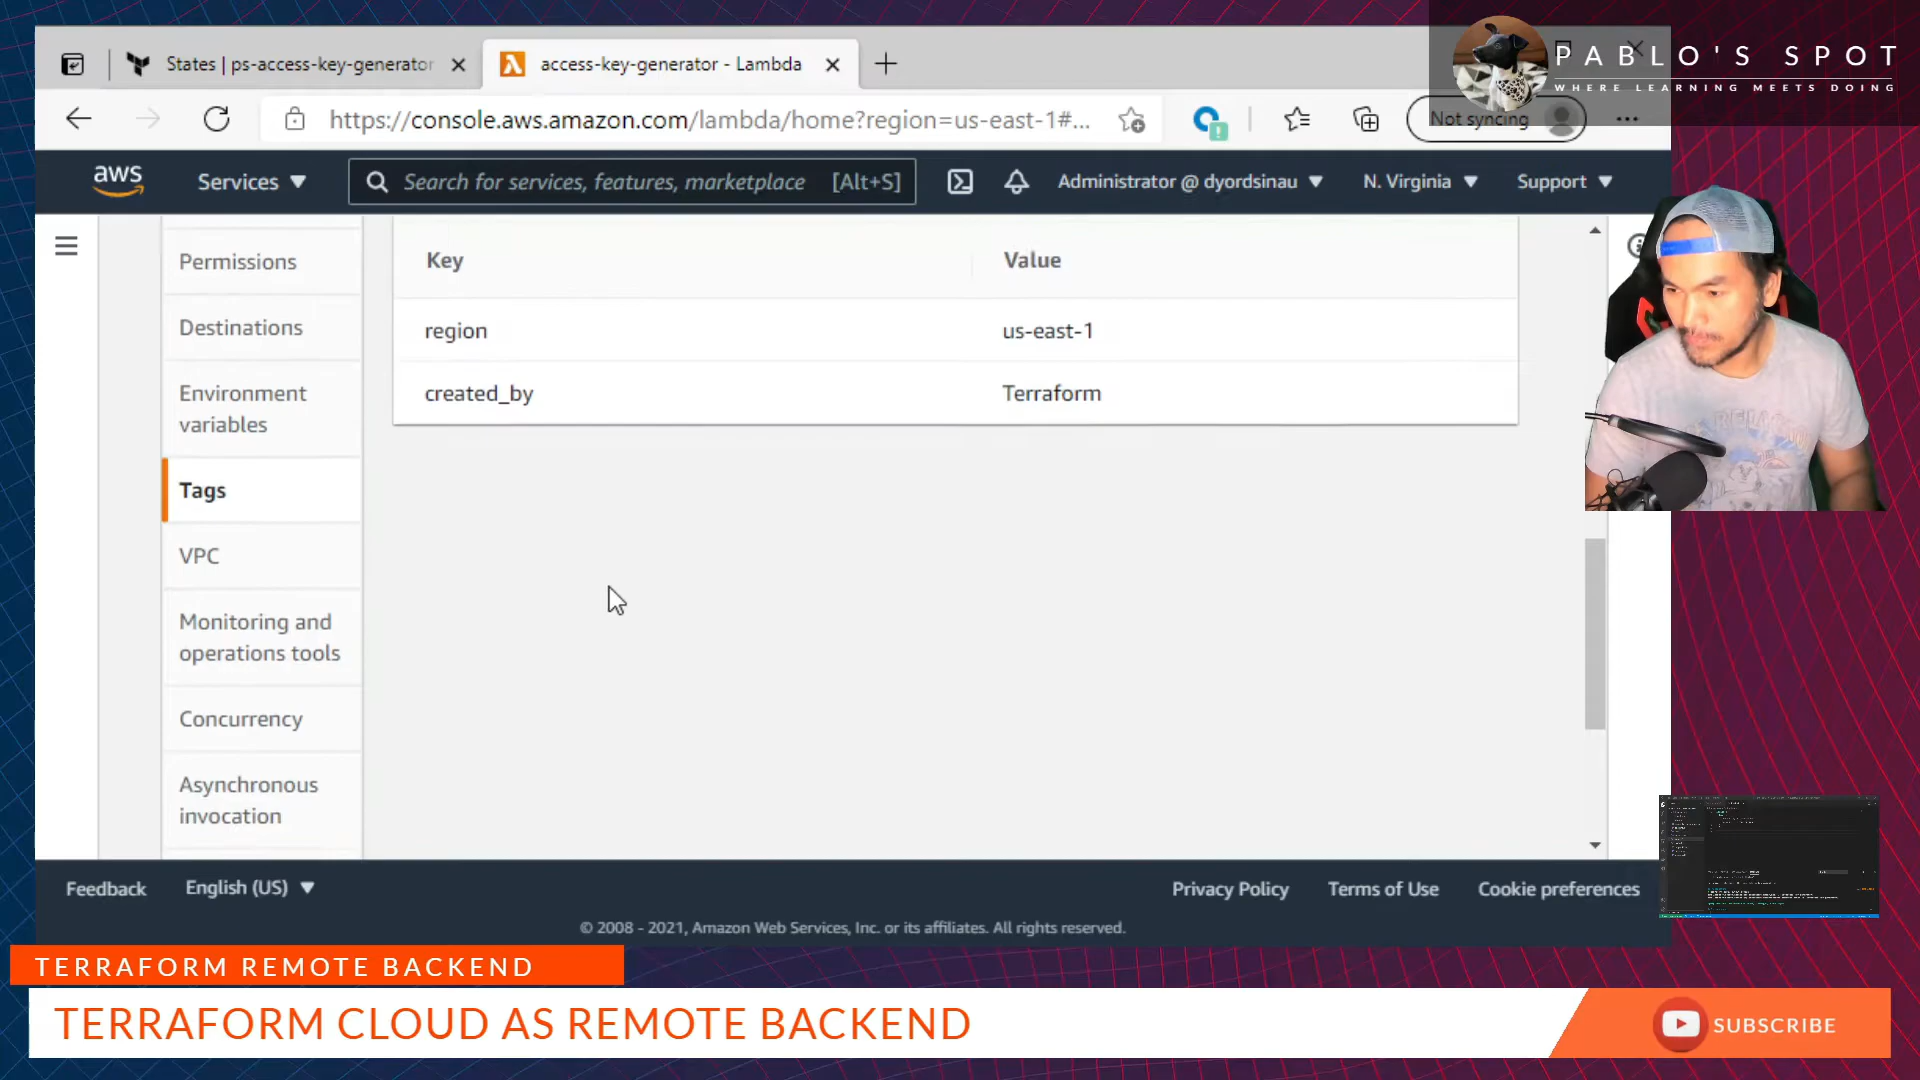 States | ps-access-key-generator
access-key-generator - Lambda
PABLO'S SPOT
WHERE LEARNING MEETS DOING
https://console.aws.amazon.com/lambda/home?region=us-east-1#...
Not syncing
aws
Services
Search for services, features, marketplace
[Alt+S]
Administrator @ dyordsinau
N. Virginia
Support
Permissions
Destinations
Environment
variables
Tags
VPC
Monitoring and
operations tools
Concurrency
Asynchronous
invocation
Key
Value
region
us-east-1
created_by
Terraform
Feedback
English (US)
Privacy Policy
Terms of Use
Cookie preferences
© 2008 - 2021, Amazon Web Services, Inc. or its affiliates. All rights reserved.
TERRAFORM REMOTE BACKEND
TERRAFORM CLOUD AS REMOTE BACKEND
SUBSCRIBE